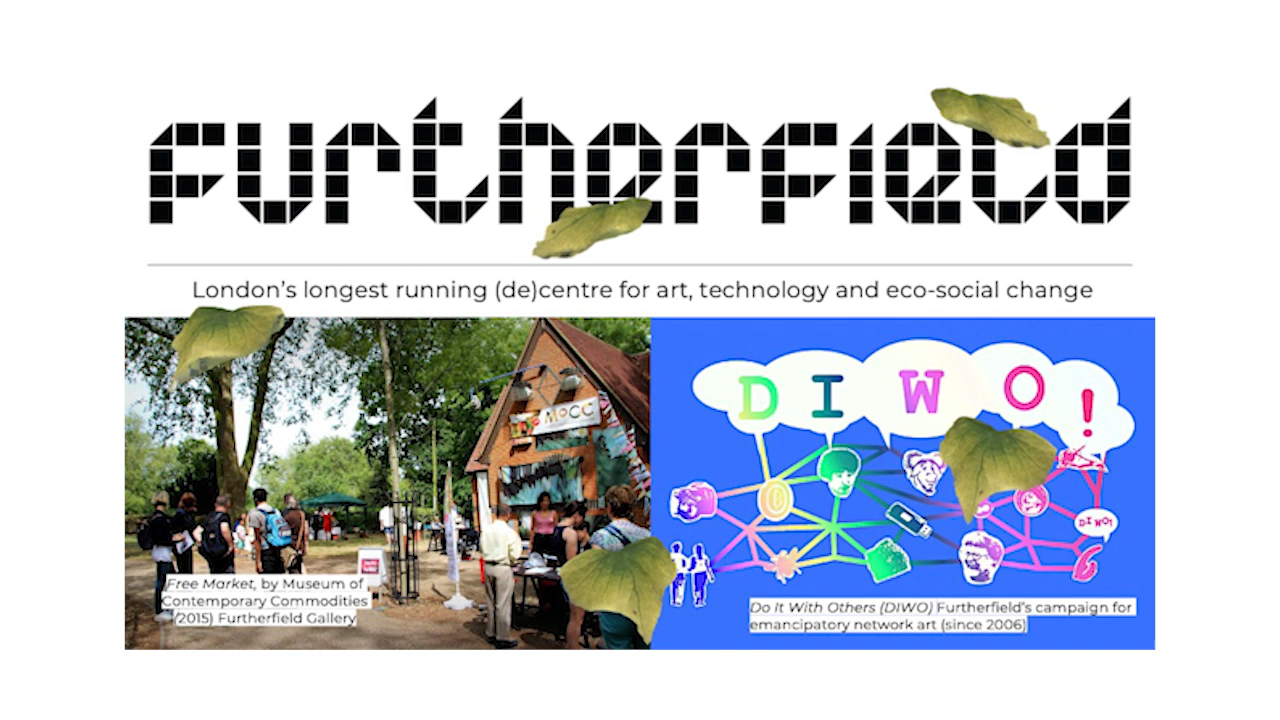 Furtherfield
London's longest running (de)centre for art, technology and eco-social change
MoCC
Free Market, by Museum of
Contemporary Commodities
(2015) Furtherfield Gallery
D I W O !
DIWO!
Do It With Others (DIWO) Furtherfield's campaign for
emancipatory network art (since 2006)